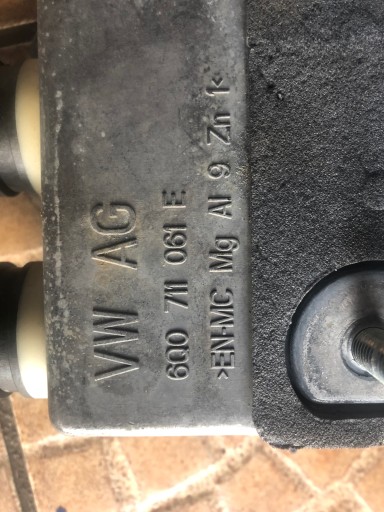 VW AG
6Q0 711 061 E
>EN-MC Mg Al 9 Zn 1<